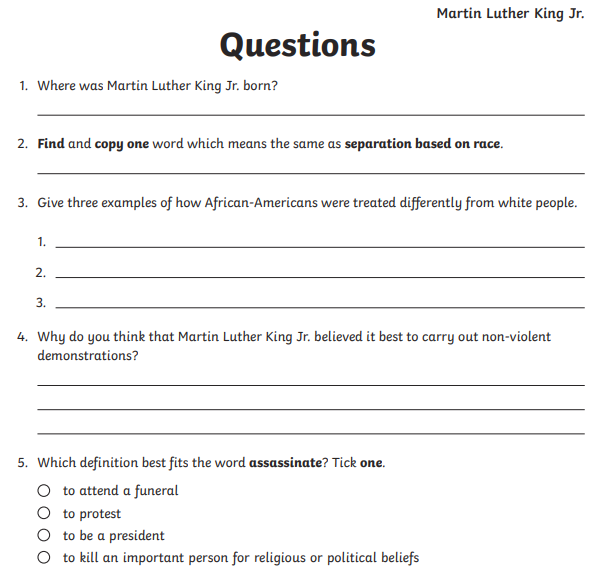 Martin Luther King Jr.
Questions
1. Where was Martin Luther King Jr. born?
2. Find and copy one word which means the same as separation based on race.
3. Give three examples of how African-Americans were treated differently from white people.
1.
2.
3.
4. Why do you think that Martin Luther King Jr. believed it best to carry out non-violent
demonstrations?
5. Which definition best fits the word assassinate? Tick one.
to attend a funeral
to protest
to be a president
to kill an important person for religious or political beliefs